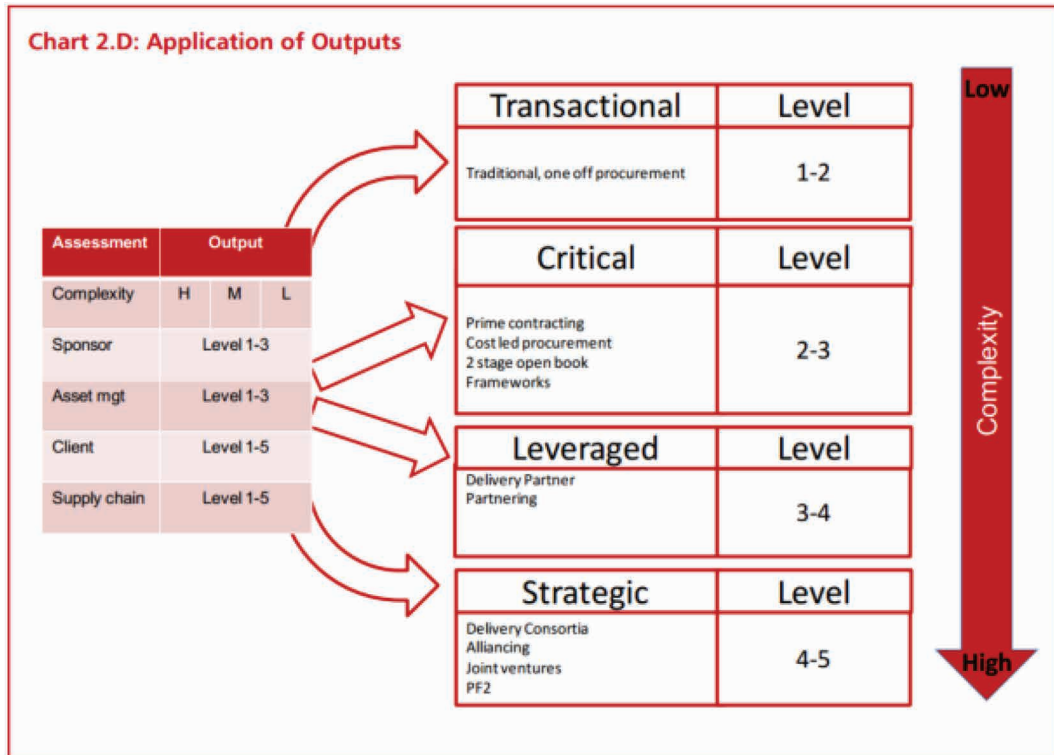 Chart 2.D: Application of Outputs
Assessment Output
Complexity H M L
Sponsor Level 1-3
Asset mgt Level 1-3
Client Level 1-5
Supply chain Level 1-5
Transactional Level
Traditional, one off procurement 1-2
Critical Level
Prime contracting
Cost led procurement
2 stage open book
Frameworks
2-3
Leveraged Level
Delivery Partner
Partnering
3-4
Strategic Level
Delivery Consortia
Alliancing
Joint ventures
PF2
4-5
Low
Complexity
High